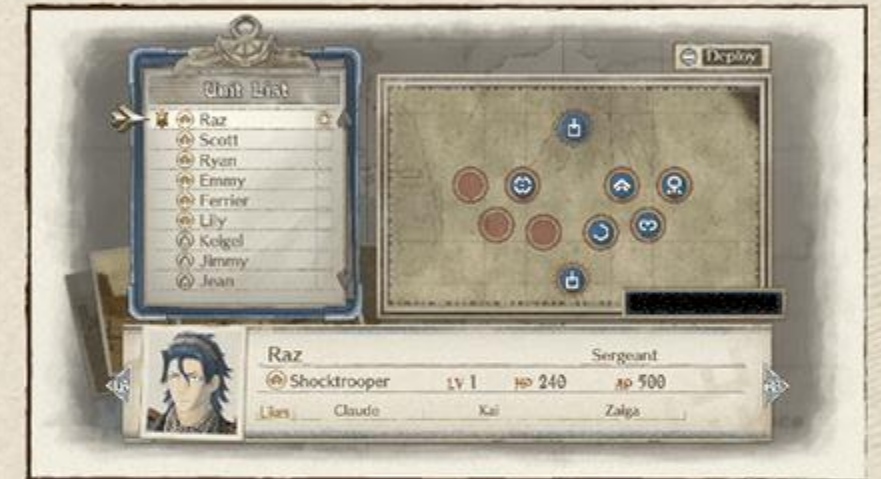 Deploy
Unit List
Raz
Scott
Ryan
Emmy
Ferrier
Lily
Keigel
Jimmy
Jean
Raz Sergeant
Shocktrooper LV 1 HP 240 AP 500
Likes Claude Kai Zaiga